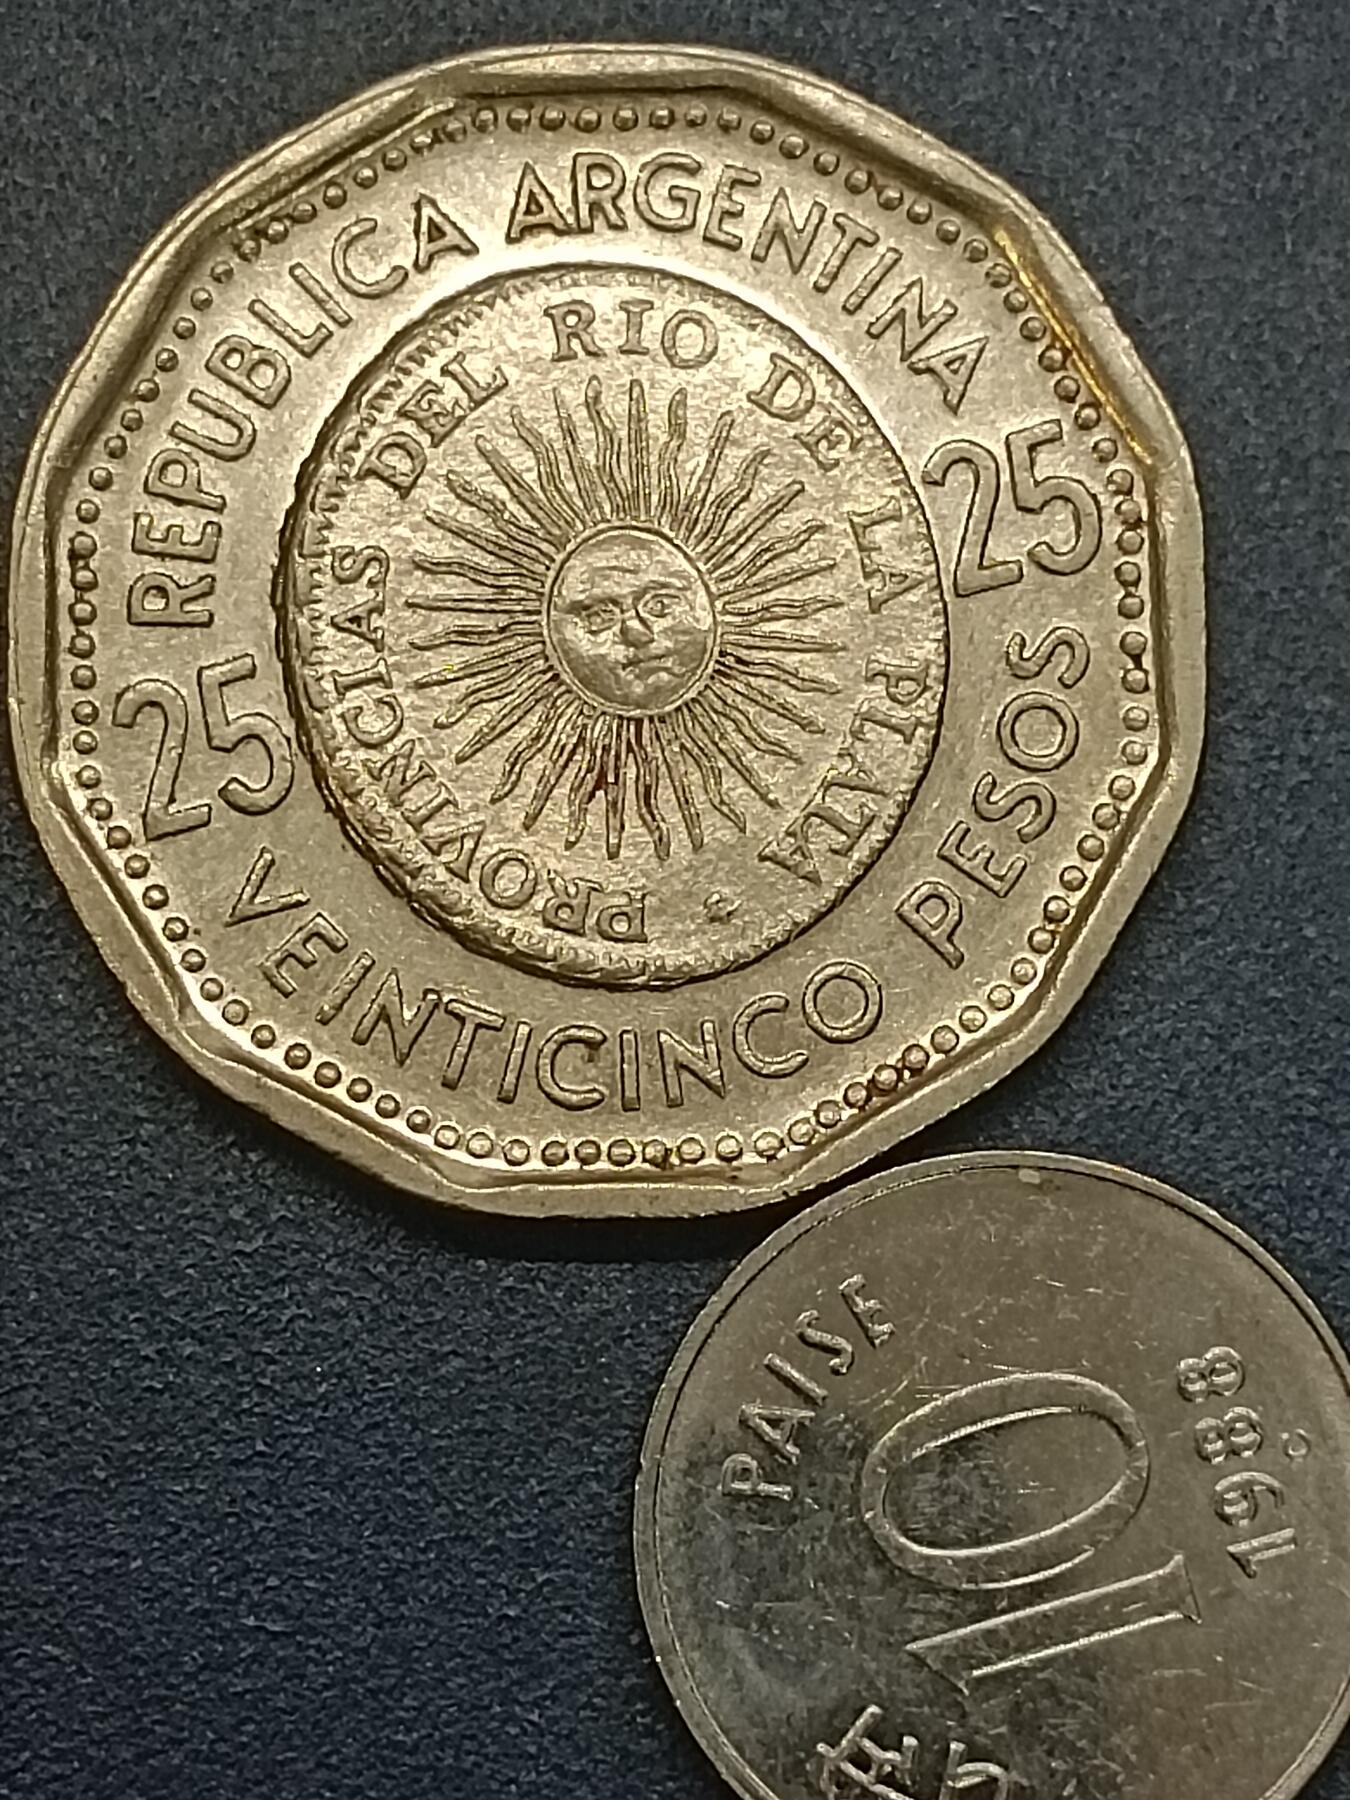 REPUBLICA ARGENTINA
25
25
VEINTICINCO PESOS
PROVINCIAS DEL RIO DE LA PLATA
PAISE
10
1988